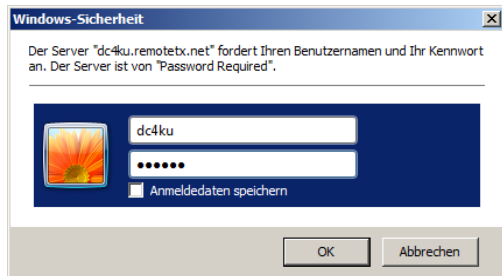 Windows-Sicherheit
Der Server "dc4ku.remotetx.net" fordert Ihren Benutzernamen und Ihr Kennwort
an. Der Server ist von "Password Required".
dc4ku
●●●●●●
Anmeldedaten speichern
OK
Abbrechen